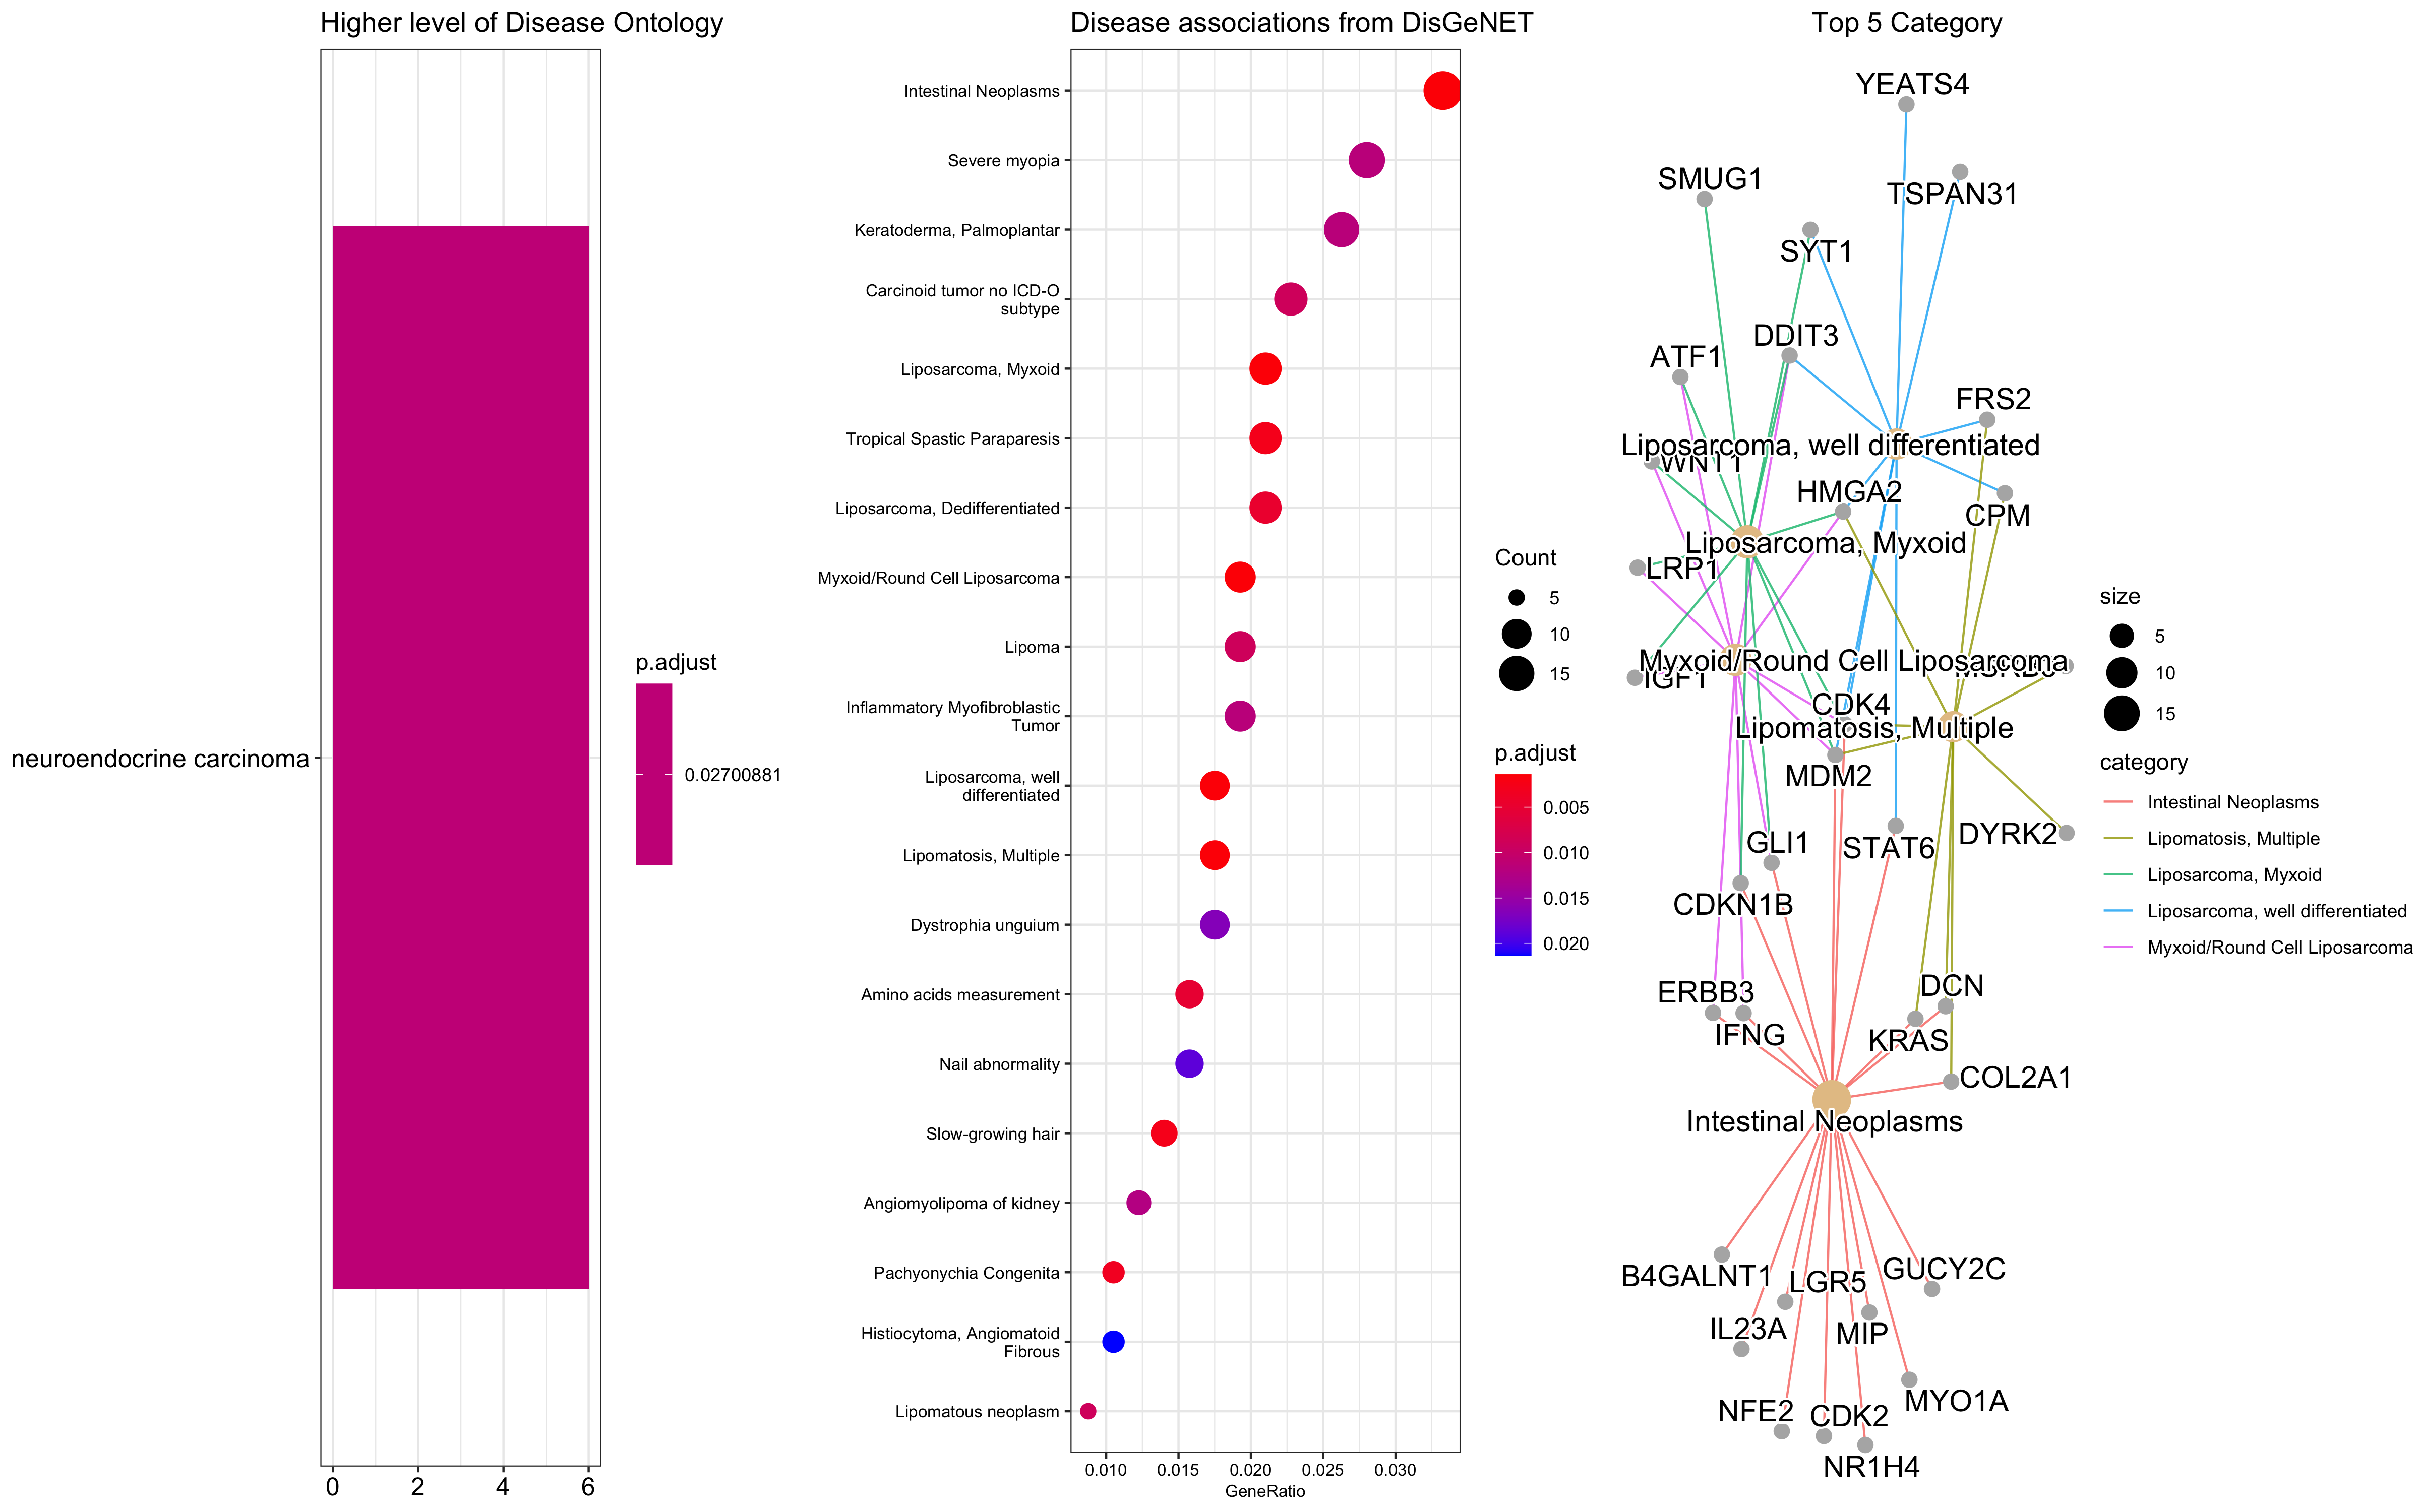 Higher level of Disease Ontology
neuroendocrine carcinoma
0
2
4
6
p.adjust
0.02700881
Disease associations from DisGeNET
Intestinal Neoplasms
Severe myopia
Keratoderma, Palmoplantar
Carcinoid tumor no ICD-O
subtype
Liposarcoma, Myxoid
Tropical Spastic Paraparesis
Liposarcoma, Dedifferentiated
Myxoid/Round Cell Liposarcoma
Lipoma
Inflammatory Myofibroblastic
Tumor
Liposarcoma, well
differentiated
Lipomatosis, Multiple
Dystrophia unguium
Amino acids measurement
Nail abnormality
Slow-growing hair
Angiomyolipoma of kidney
Pachyonychia Congenita
Histiocytoma, Angiomatoid
Fibrous
Lipomatous neoplasm
0.010
0.015
0.020
0.025
0.030
GeneRatio
Count
5
10
15
p.adjust
0.005
0.010
0.015
0.020
Top 5 Category
YEATS4
SMUG1
TSPAN31
SYT1
DDIT3
ATF1
FRS2
Liposarcoma, well differentiated
WNT1
HMGA2
CPM
Liposarcoma, Myxoid
LRP1
Myxoid/Round Cell Liposarcoma
IGF1
CDK4
Lipomatosis, Multiple
MDM2
GLI1
STAT6
DYRK2
CDKN1B
ERBB3
DCN
IFNG
KRAS
COL2A1
Intestinal Neoplasms
B4GALNT1
LGR5
GUCY2C
IL23A
MIP
NFE2
CDK2
MYO1A
NR1H4
size
5
10
15
category
Intestinal Neoplasms
Lipomatosis, Multiple
Liposarcoma, Myxoid
Liposarcoma, well differentiated
Myxoid/Round Cell Liposarcoma